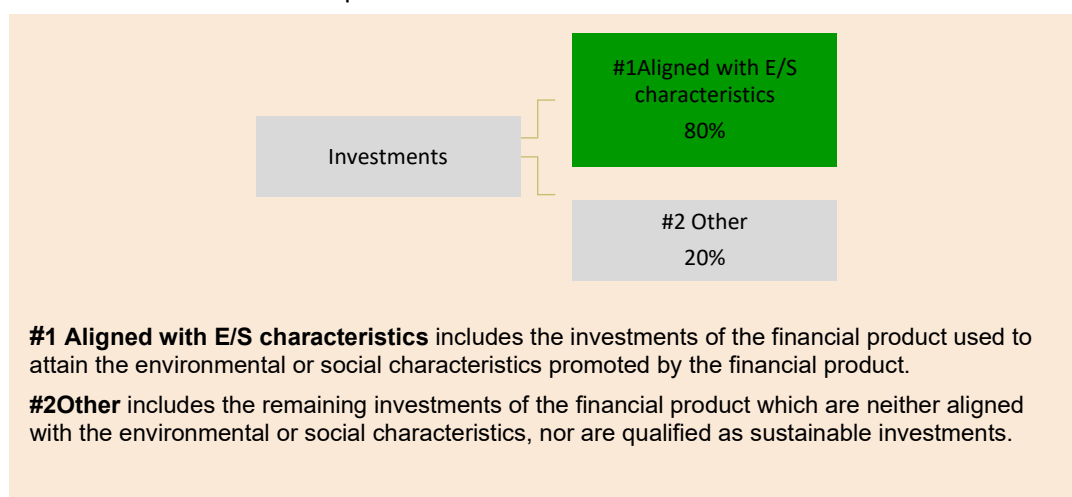 #1Aligned with E/S
characteristics
80%
Investments
#2 Other
20%
#1 Aligned with E/S characteristics includes the investments of the financial product used to
attain the environmental or social characteristics promoted by the financial product.
#2Other includes the remaining investments of the financial product which are neither aligned
with the environmental or social characteristics, nor are qualified as sustainable investments.